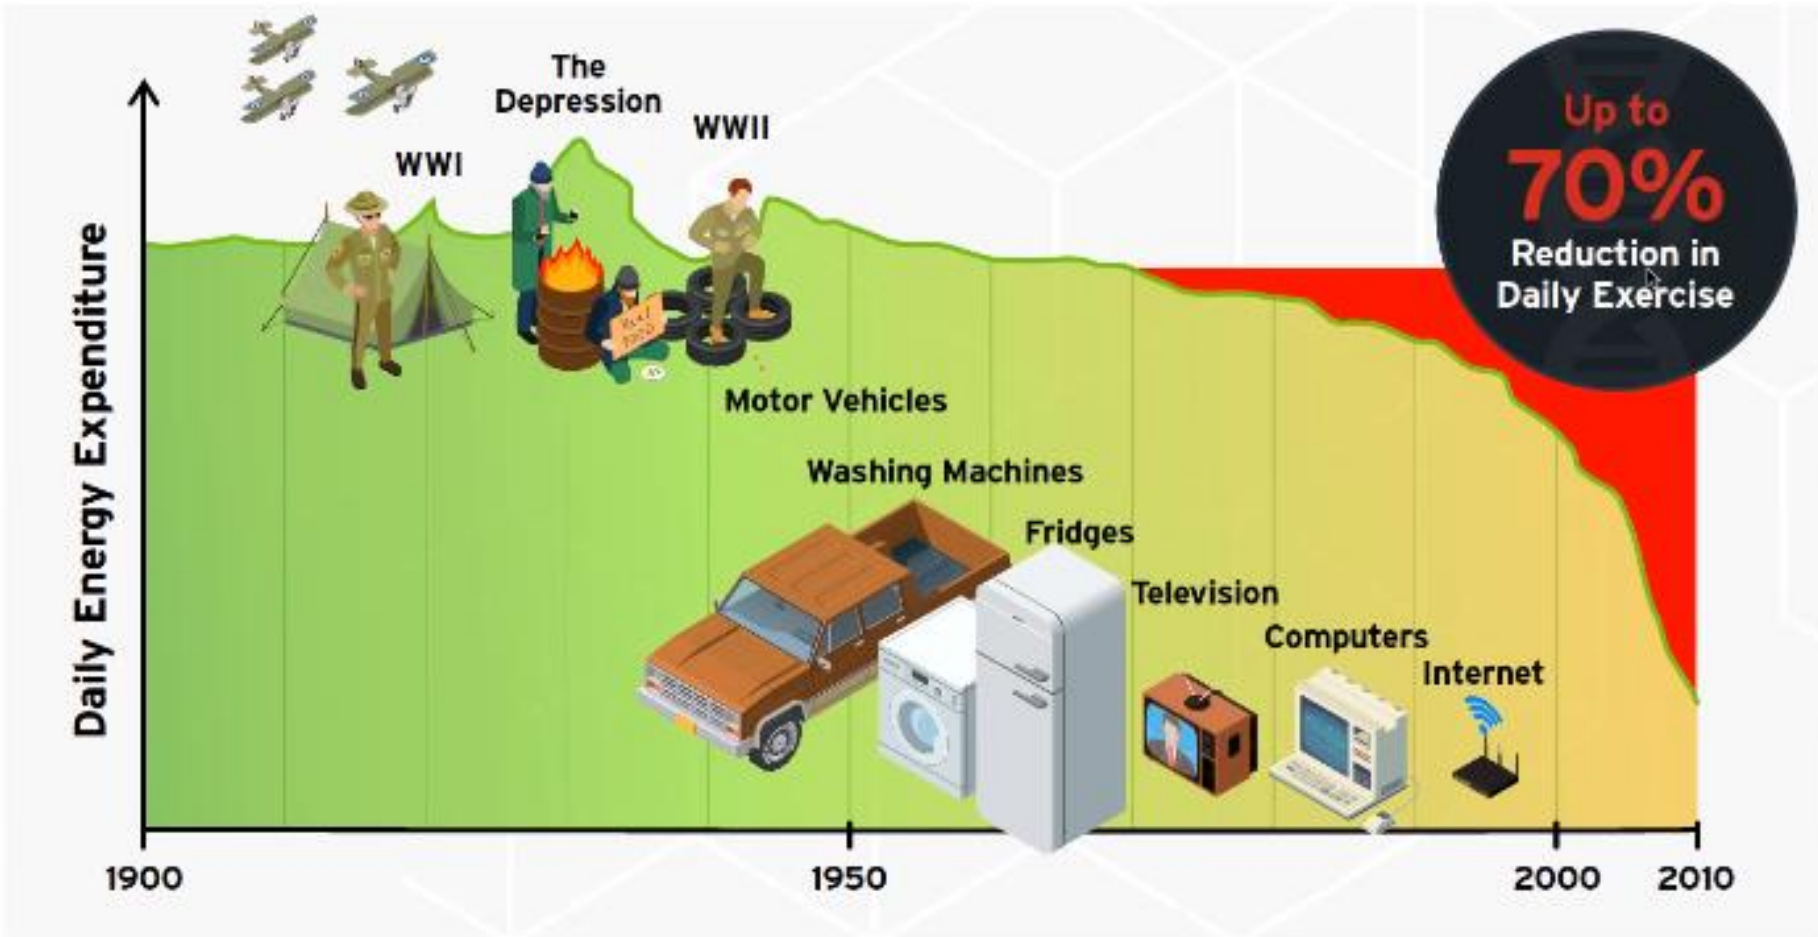 The
Depression
WWII
WWI
Up to
70%
Reduction in
Daily Exercise
Daily Energy Expenditure
Motor Vehicles
Washing Machines
Fridges
Television
Computers
Internet
1900
1950
2000
2010